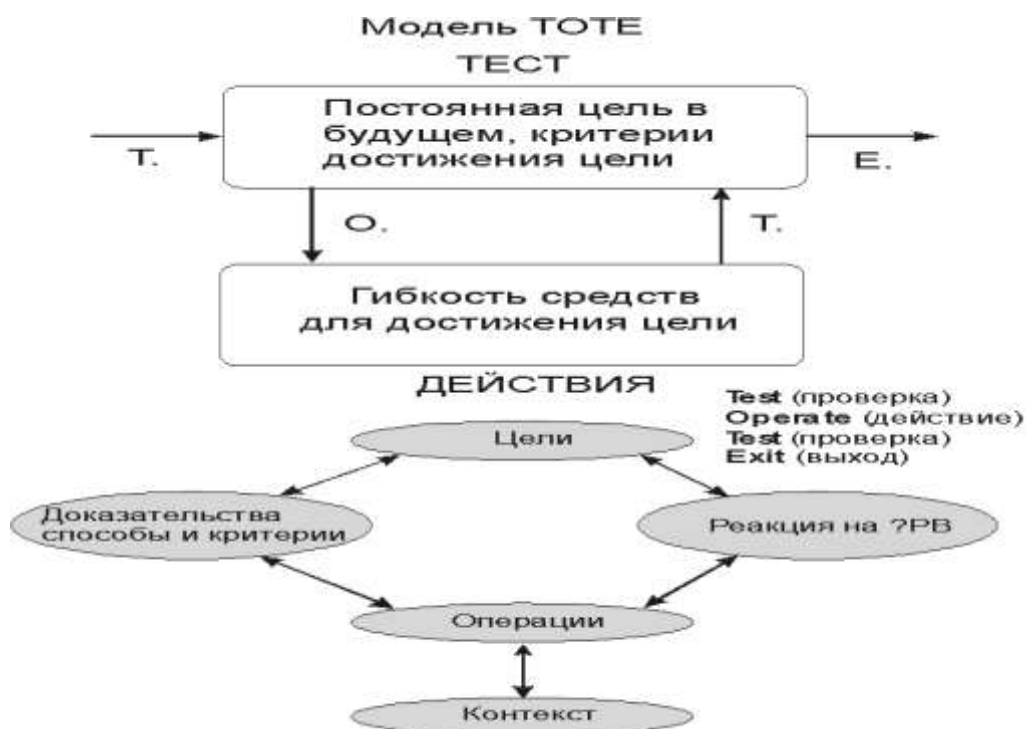 Модель ТОТЕ
ТЕСТ
Постоянная цель в
будущем, критерии
достижения цели
Т.
Е.
О.
Т.
Гибкость средств
для достижения цели
ДЕЙСТВИЯ
Test (проверка)
Operate (действие)
Test (проверка)
Exit (выход)
Цели
Доказательства
способы и критерии
Реакция на ?РВ
Операции
Контекст